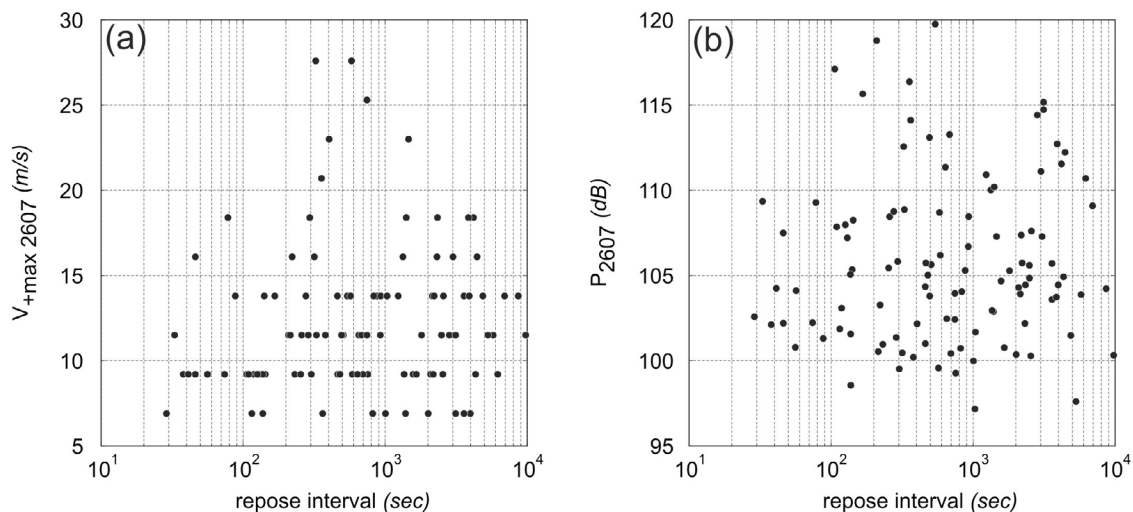 (a)
30
25
20
15
10
5
V+max 2607 (m/s)
10¹ 10² 10³ 10⁴
repose interval (sec)
(b)
120
115
110
105
100
95
P2607 (dB)
10¹ 10² 10³ 10⁴
repose interval (sec)